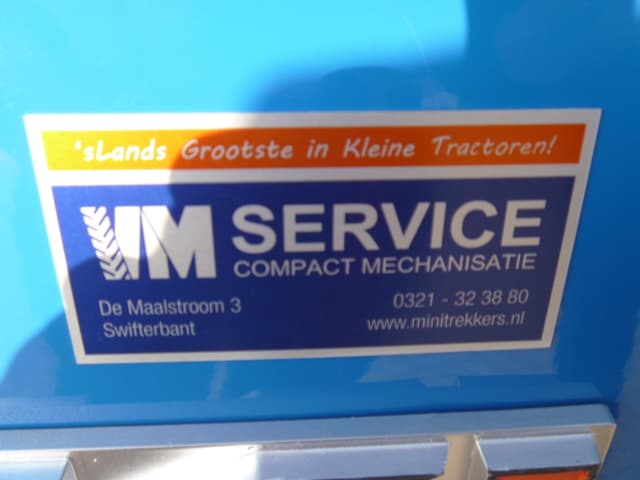 'sLands Grootste in Kleine Tractoren!
VM SERVICE
COMPACT MECHANISATIE
De Maalstroom 3
Swifterbant
0321 - 32 38 80
www.minitrekkers.nl